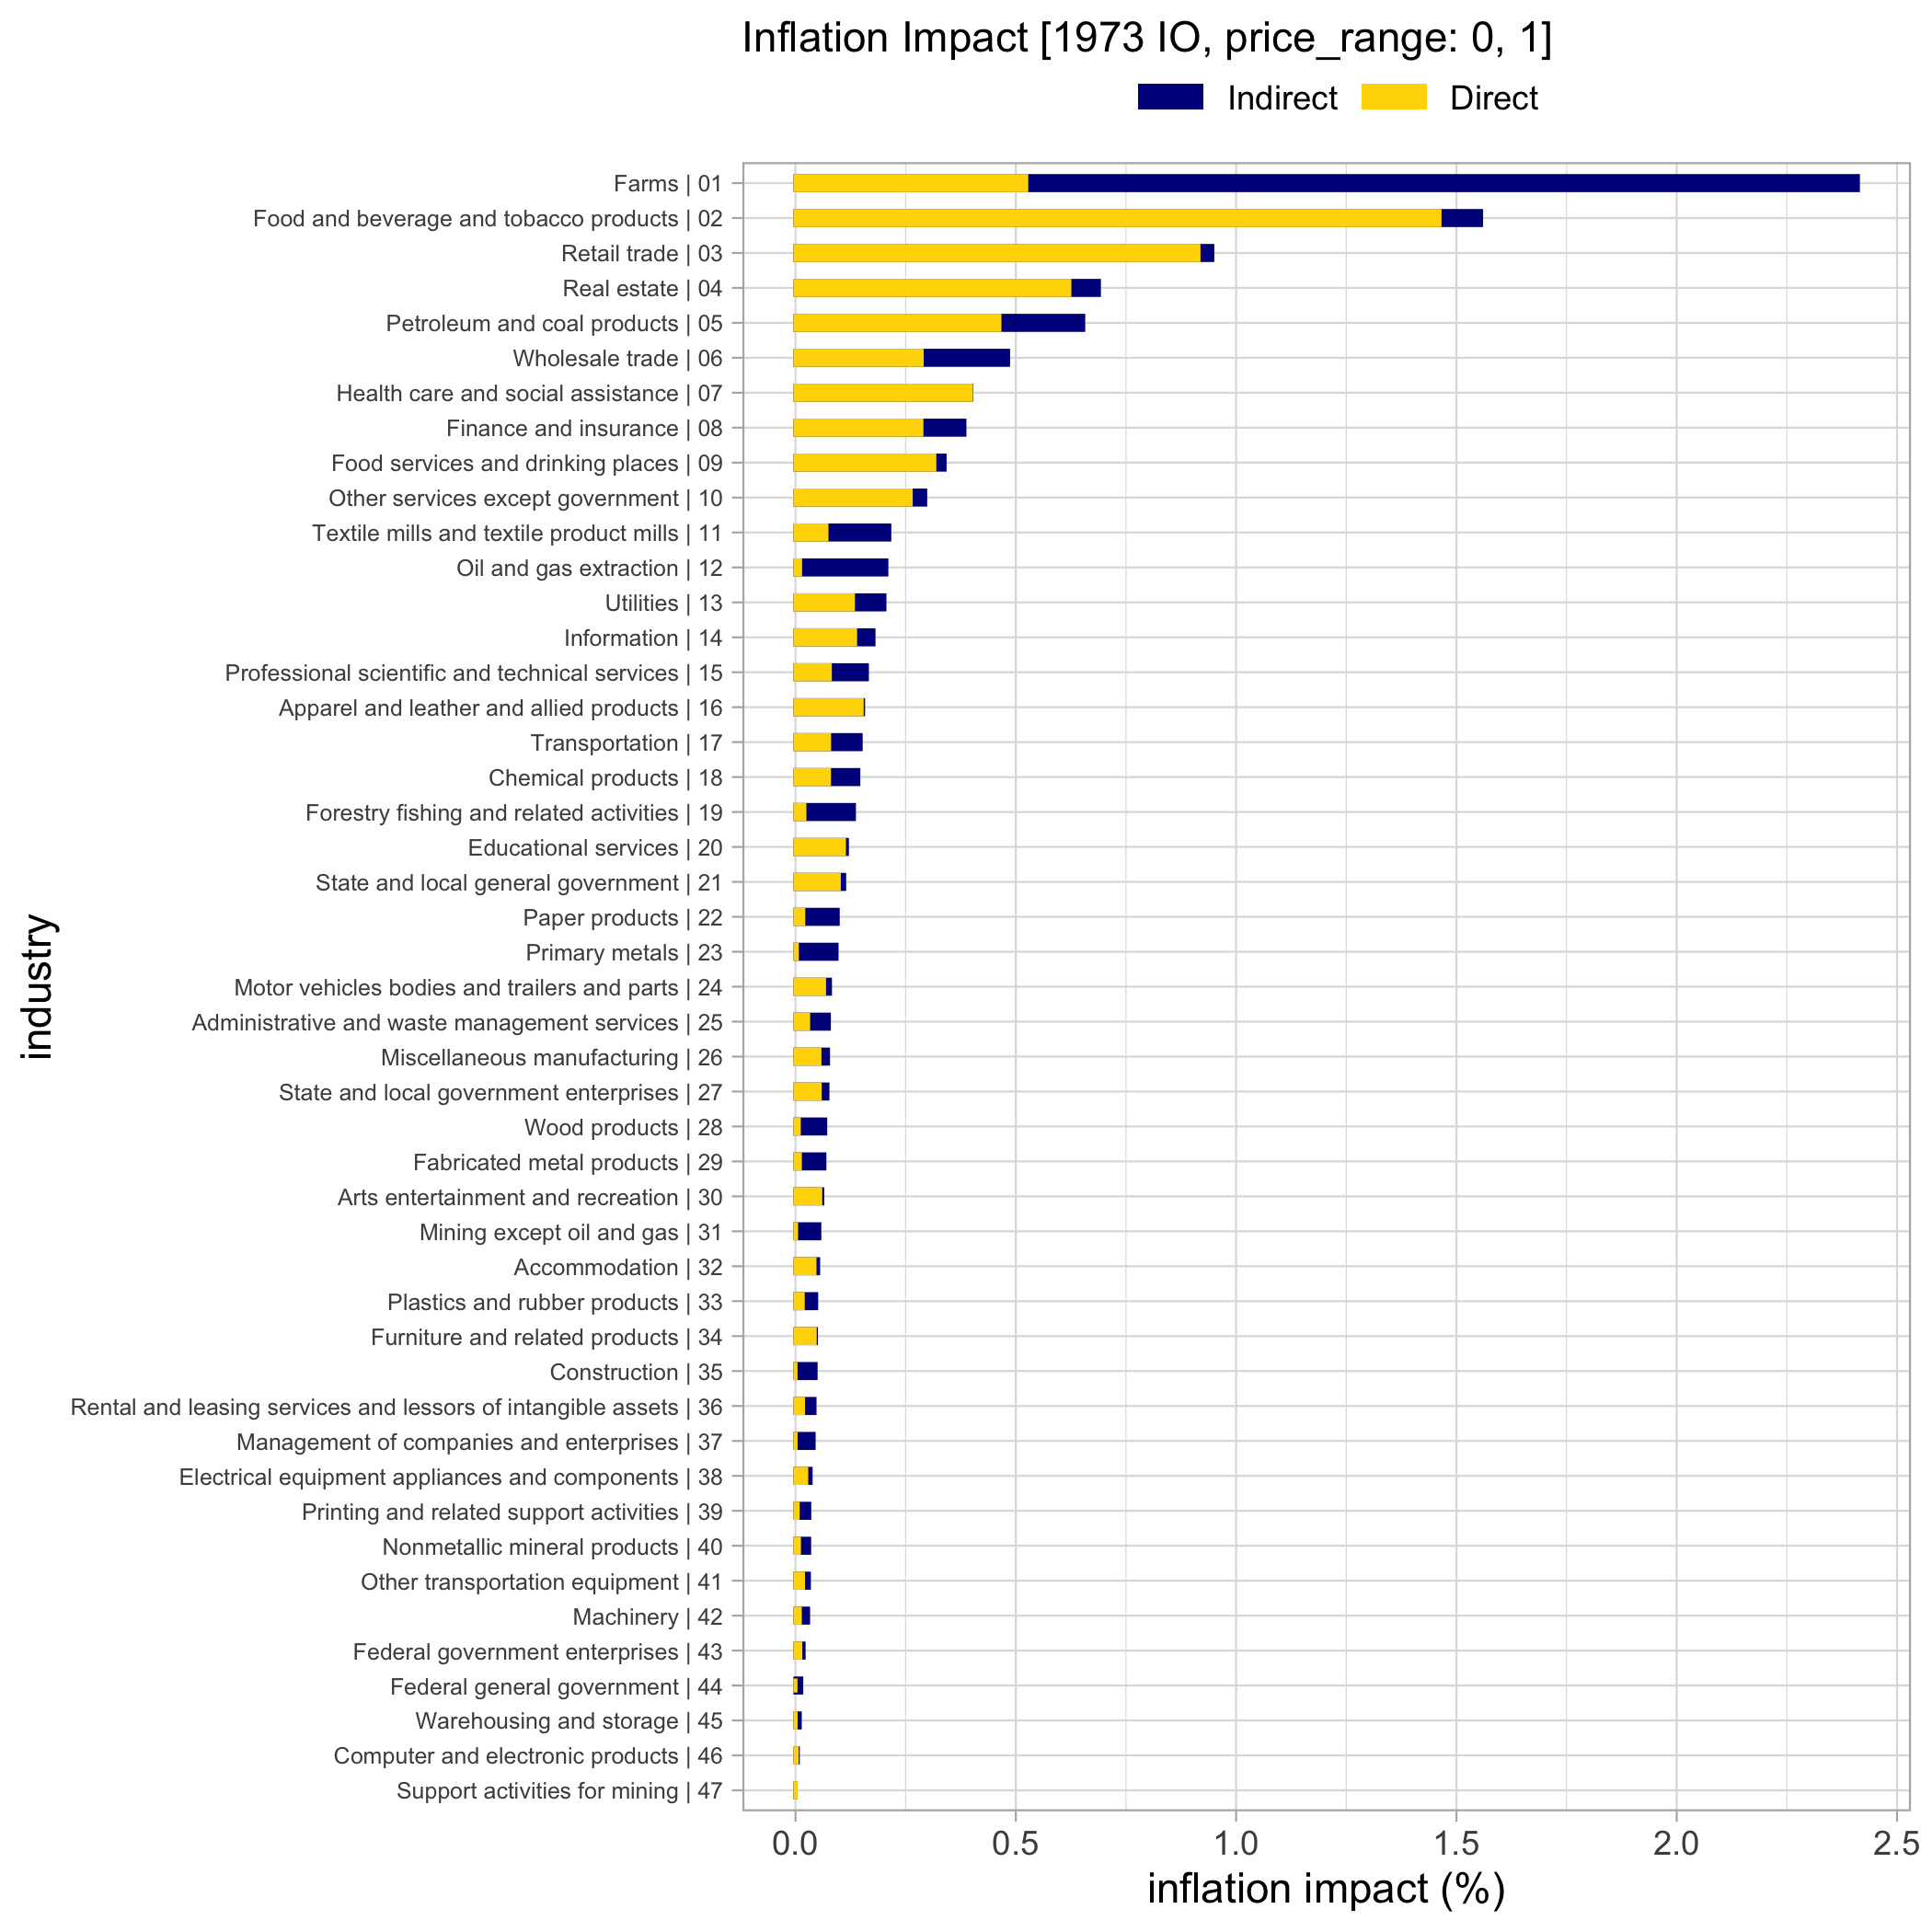 Inflation Impact [1973 IO, price_range: 0, 1]
Indirect Direct
Farms | 01
Food and beverage and tobacco products | 02
Retail trade | 03
Real estate | 04
Petroleum and coal products | 05
Wholesale trade | 06
Health care and social assistance | 07
Finance and insurance | 08
Food services and drinking places | 09
Other services except government | 10
Textile mills and textile product mills | 11
Oil and gas extraction | 12
Utilities | 13
Information | 14
Professional scientific and technical services | 15
Apparel and leather and allied products | 16
Transportation | 17
Chemical products | 18
Forestry fishing and related activities | 19
Educational services | 20
State and local general government | 21
Paper products | 22
Primary metals | 23
Motor vehicles bodies and trailers and parts | 24
Administrative and waste management services | 25
Miscellaneous manufacturing | 26
State and local government enterprises | 27
Wood products | 28
Fabricated metal products | 29
Arts entertainment and recreation | 30
Mining except oil and gas | 31
Accommodation | 32
Plastics and rubber products | 33
Furniture and related products | 34
Construction | 35
Rental and leasing services and lessors of intangible assets | 36
Management of companies and enterprises | 37
Electrical equipment appliances and components | 38
Printing and related support activities | 39
Nonmetallic mineral products | 40
Other transportation equipment | 41
Machinery | 42
Federal government enterprises | 43
Federal general government | 44
Warehousing and storage | 45
Computer and electronic products | 46
Support activities for mining | 47
industry
0.0 0.5 1.0 1.5 2.0 2.5
inflation impact (%)